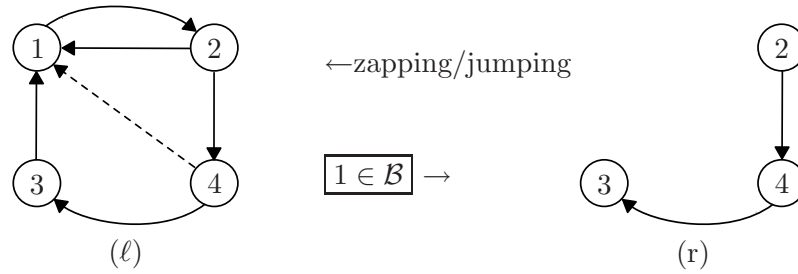 1 2 ←zapping/jumping 2
3 4 1 ∈ ℬ → 3 4
(ℓ) (r)